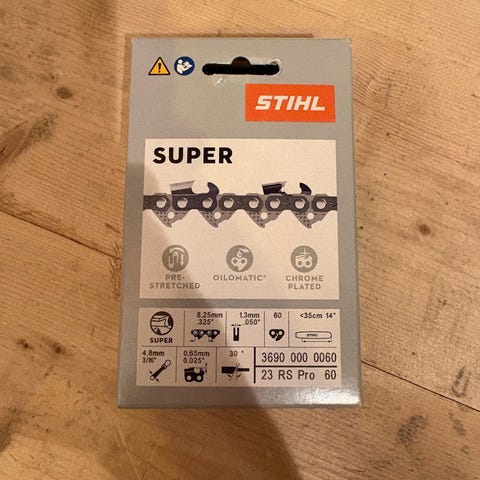 STIHL
SUPER
PRE-
STRETCHED
OILOMATIC®
CHROME
PLATED
SUPER
8.25mm
.325"
1.3mm
.050"
60
<35cm 14"
STIHL
4,8mm
3/16"
0,65mm
0.025"
30 °
3690 000 0060
23 RS Pro 60